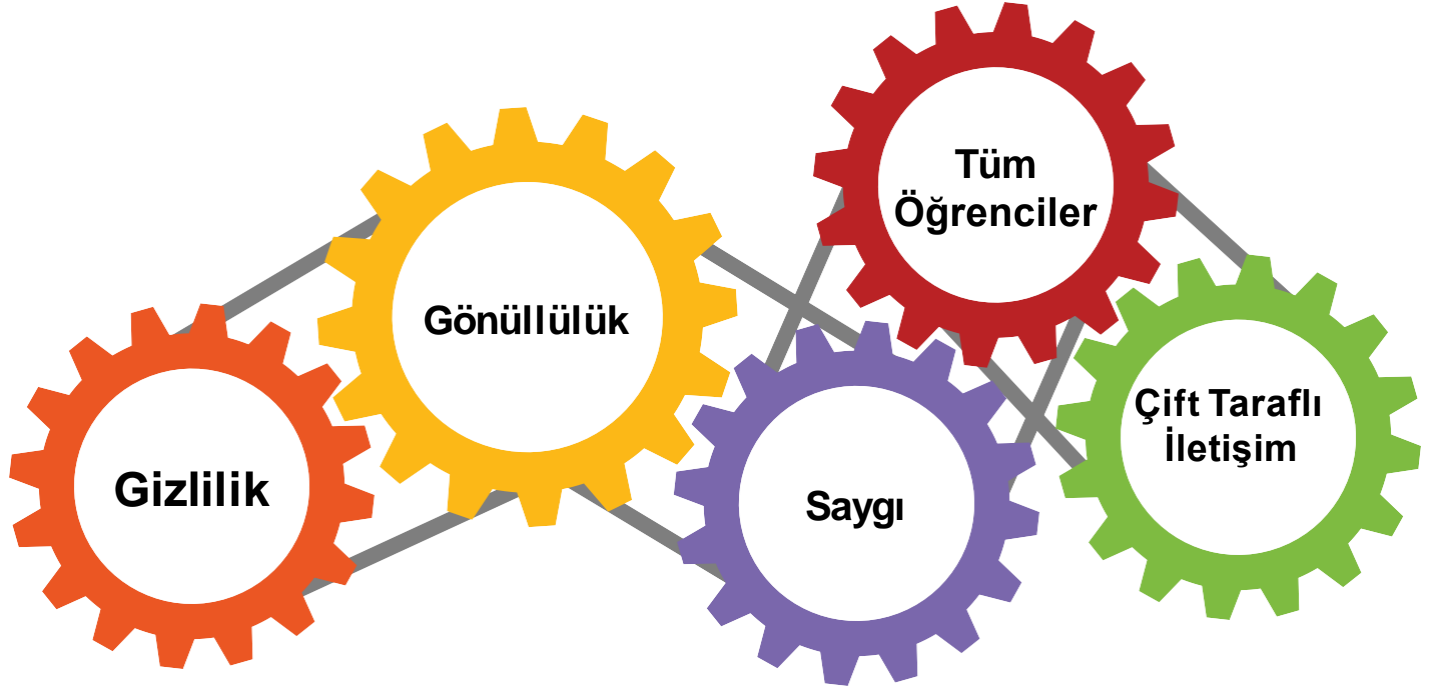 Gizlilik
Gönüllülük
Saygı
Tüm
Öğrenciler
Çift Taraflı
İletişim